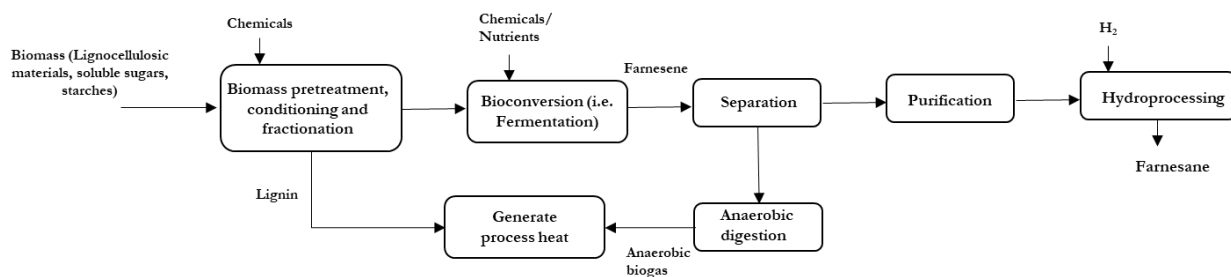 Chemicals
Biomass (Lignocellulosic
materials, soluble sugars,
starches)
Biomass pretreatment,
conditioning and
fractionation
Chemicals/
Nutrients
Bioconversion (i.e.
Fermentation)
Farnesene
Separation
Purification
H₂
Hydroprocessing
Farnesane
Lignin
Generate
process heat
Anaerobic
biogas
Anaerobic
digestion